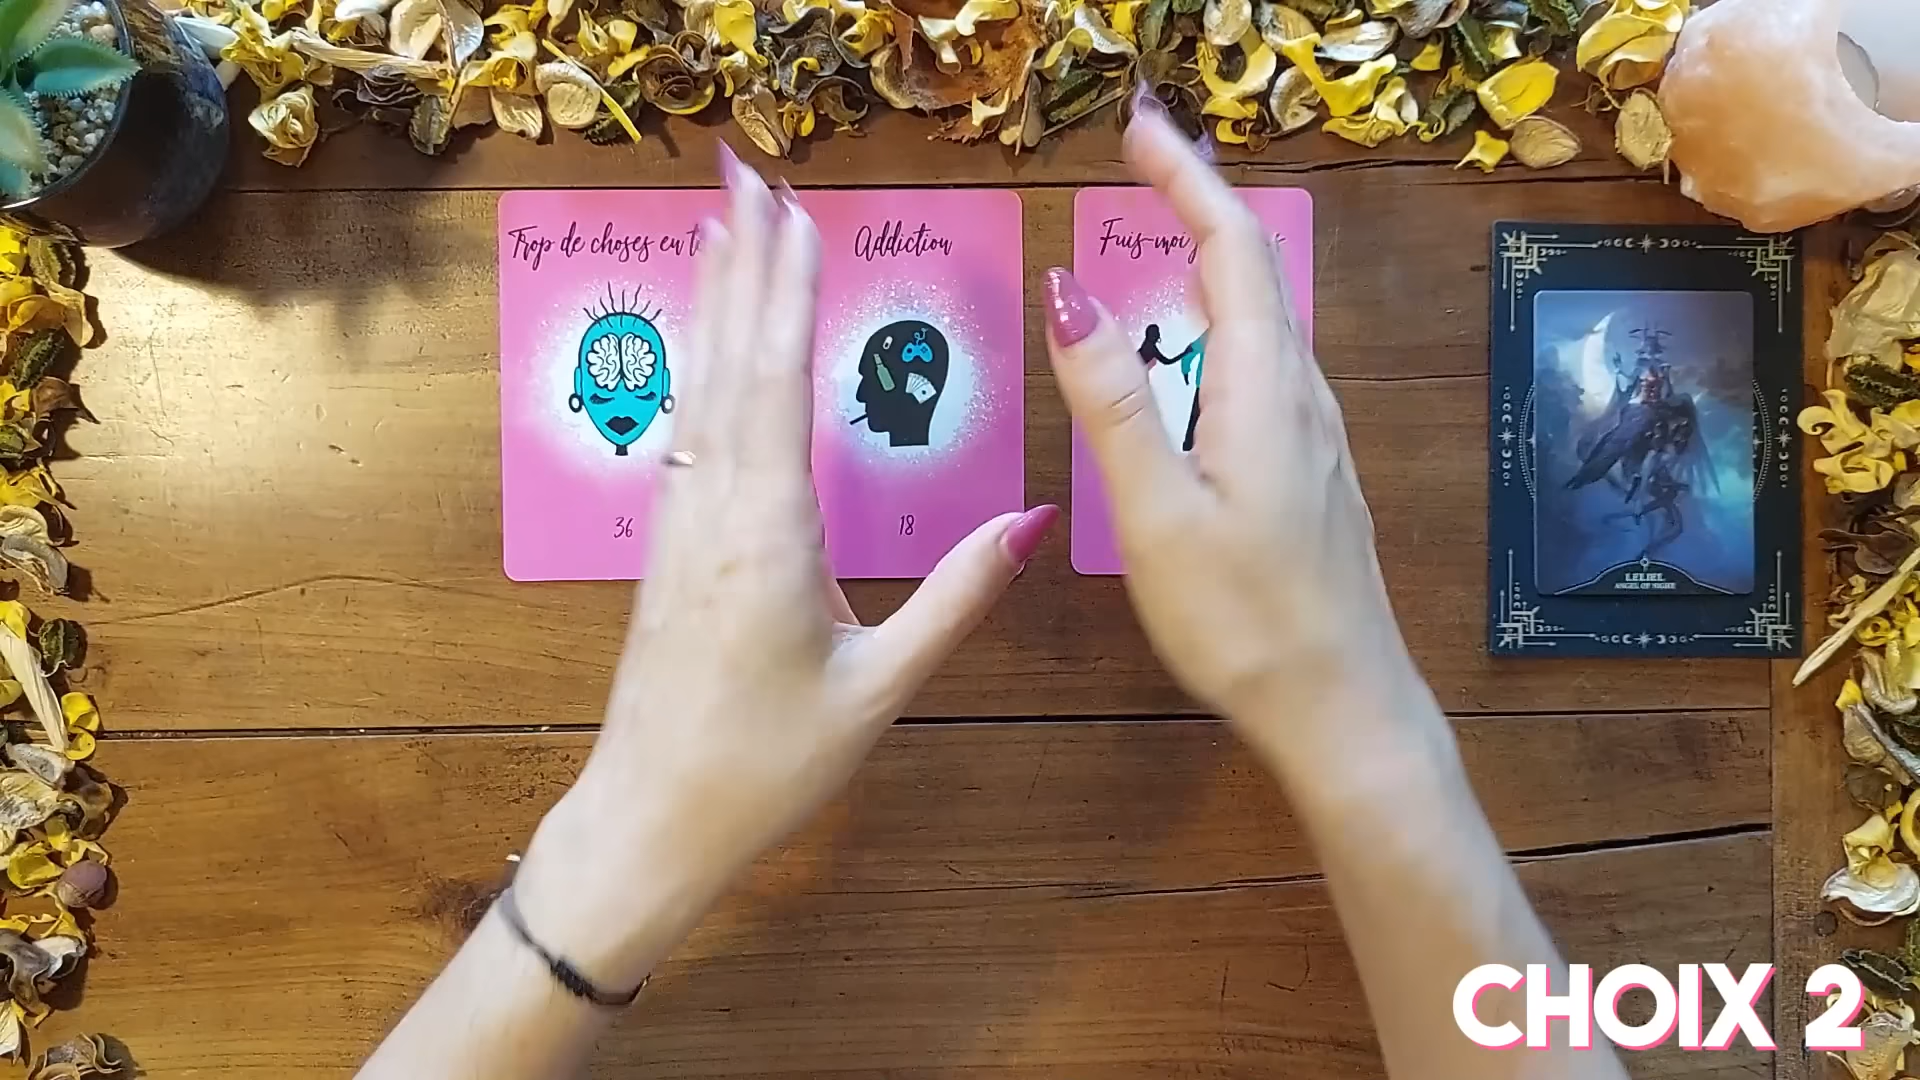 Trop de choses en
Addiction
Fuis-moi
36
18
LELIEL
ANGEL OF NIGHT
CHOIX 2